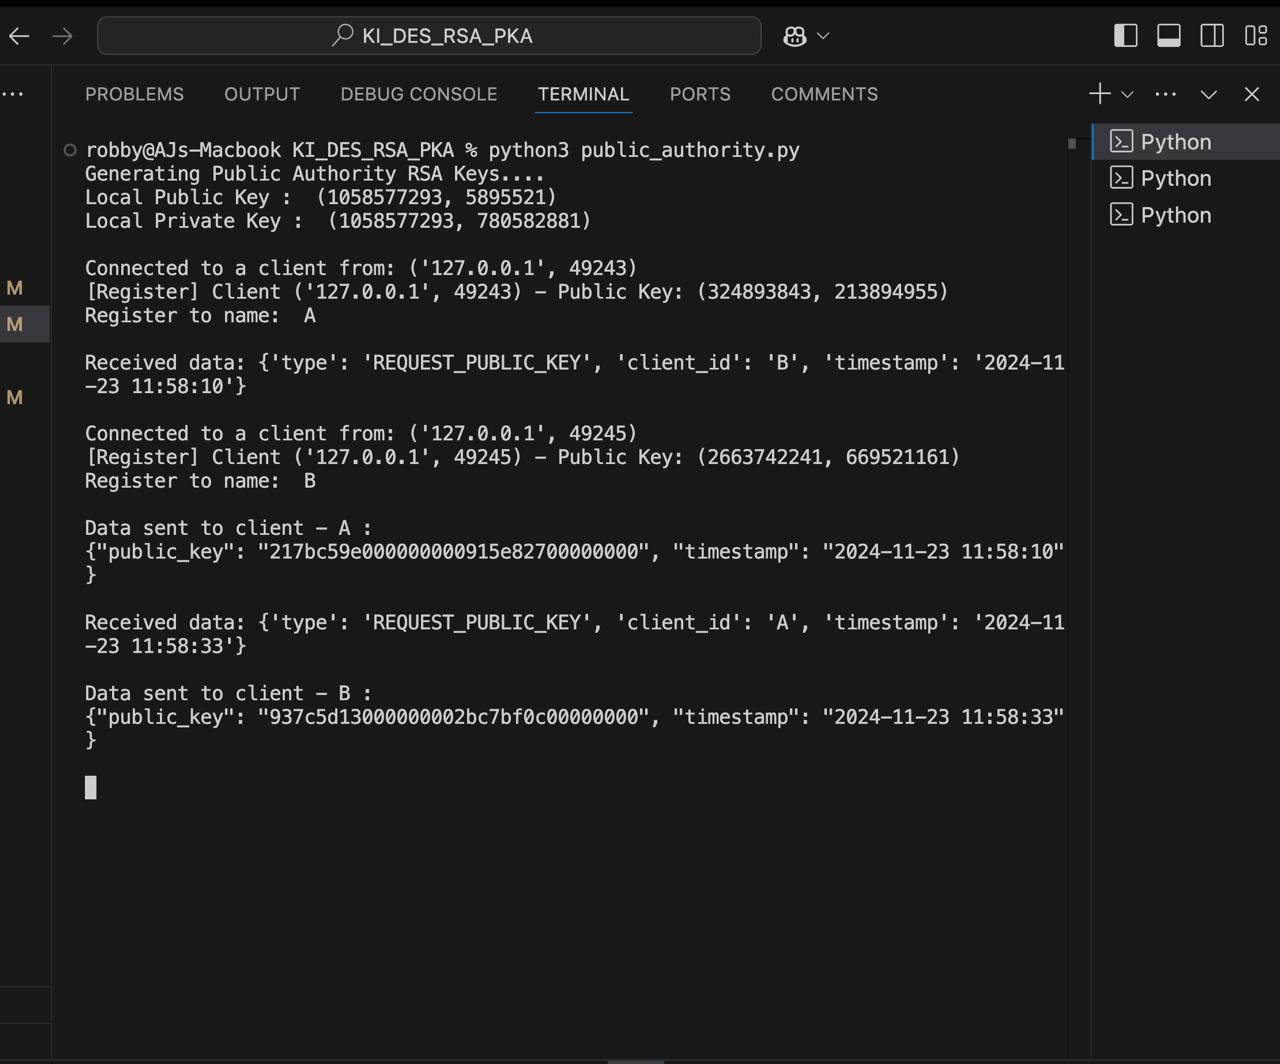 KI_DES_RSA_PKA
PROBLEMS OUTPUT DEBUG CONSOLE TERMINAL PORTS COMMENTS
robby@AJs-Macbook KI_DES_RSA_PKA % python3 public_authority.py
Generating Public Authority RSA Keys....
Local Public Key :  (1058577293, 5895521)
Local Private Key :  (1058577293, 780582881)
Connected to a client from: ('127.0.0.1', 49243)
[Register] Client ('127.0.0.1', 49243) - Public Key: (324893843, 213894955)
Register to name:  A
Received data: {'type': 'REQUEST_PUBLIC_KEY', 'client_id': 'B', 'timestamp': '2024-11
-23 11:58:10'}
Connected to a client from: ('127.0.0.1', 49245)
[Register] Client ('127.0.0.1', 49245) - Public Key: (2663742241, 669521161)
Register to name:  B
Data sent to client - A :
{"public_key": "217bc59e000000000915e82700000000", "timestamp": "2024-11-23 11:58:10"
}
Received data: {'type': 'REQUEST_PUBLIC_KEY', 'client_id': 'A', 'timestamp': '2024-11
-23 11:58:33'}
Data sent to client - B :
{"public_key": "937c5d13000000002bc7bf0c00000000", "timestamp": "2024-11-23 11:58:33"
}
Python
Python
Python
M
M
M